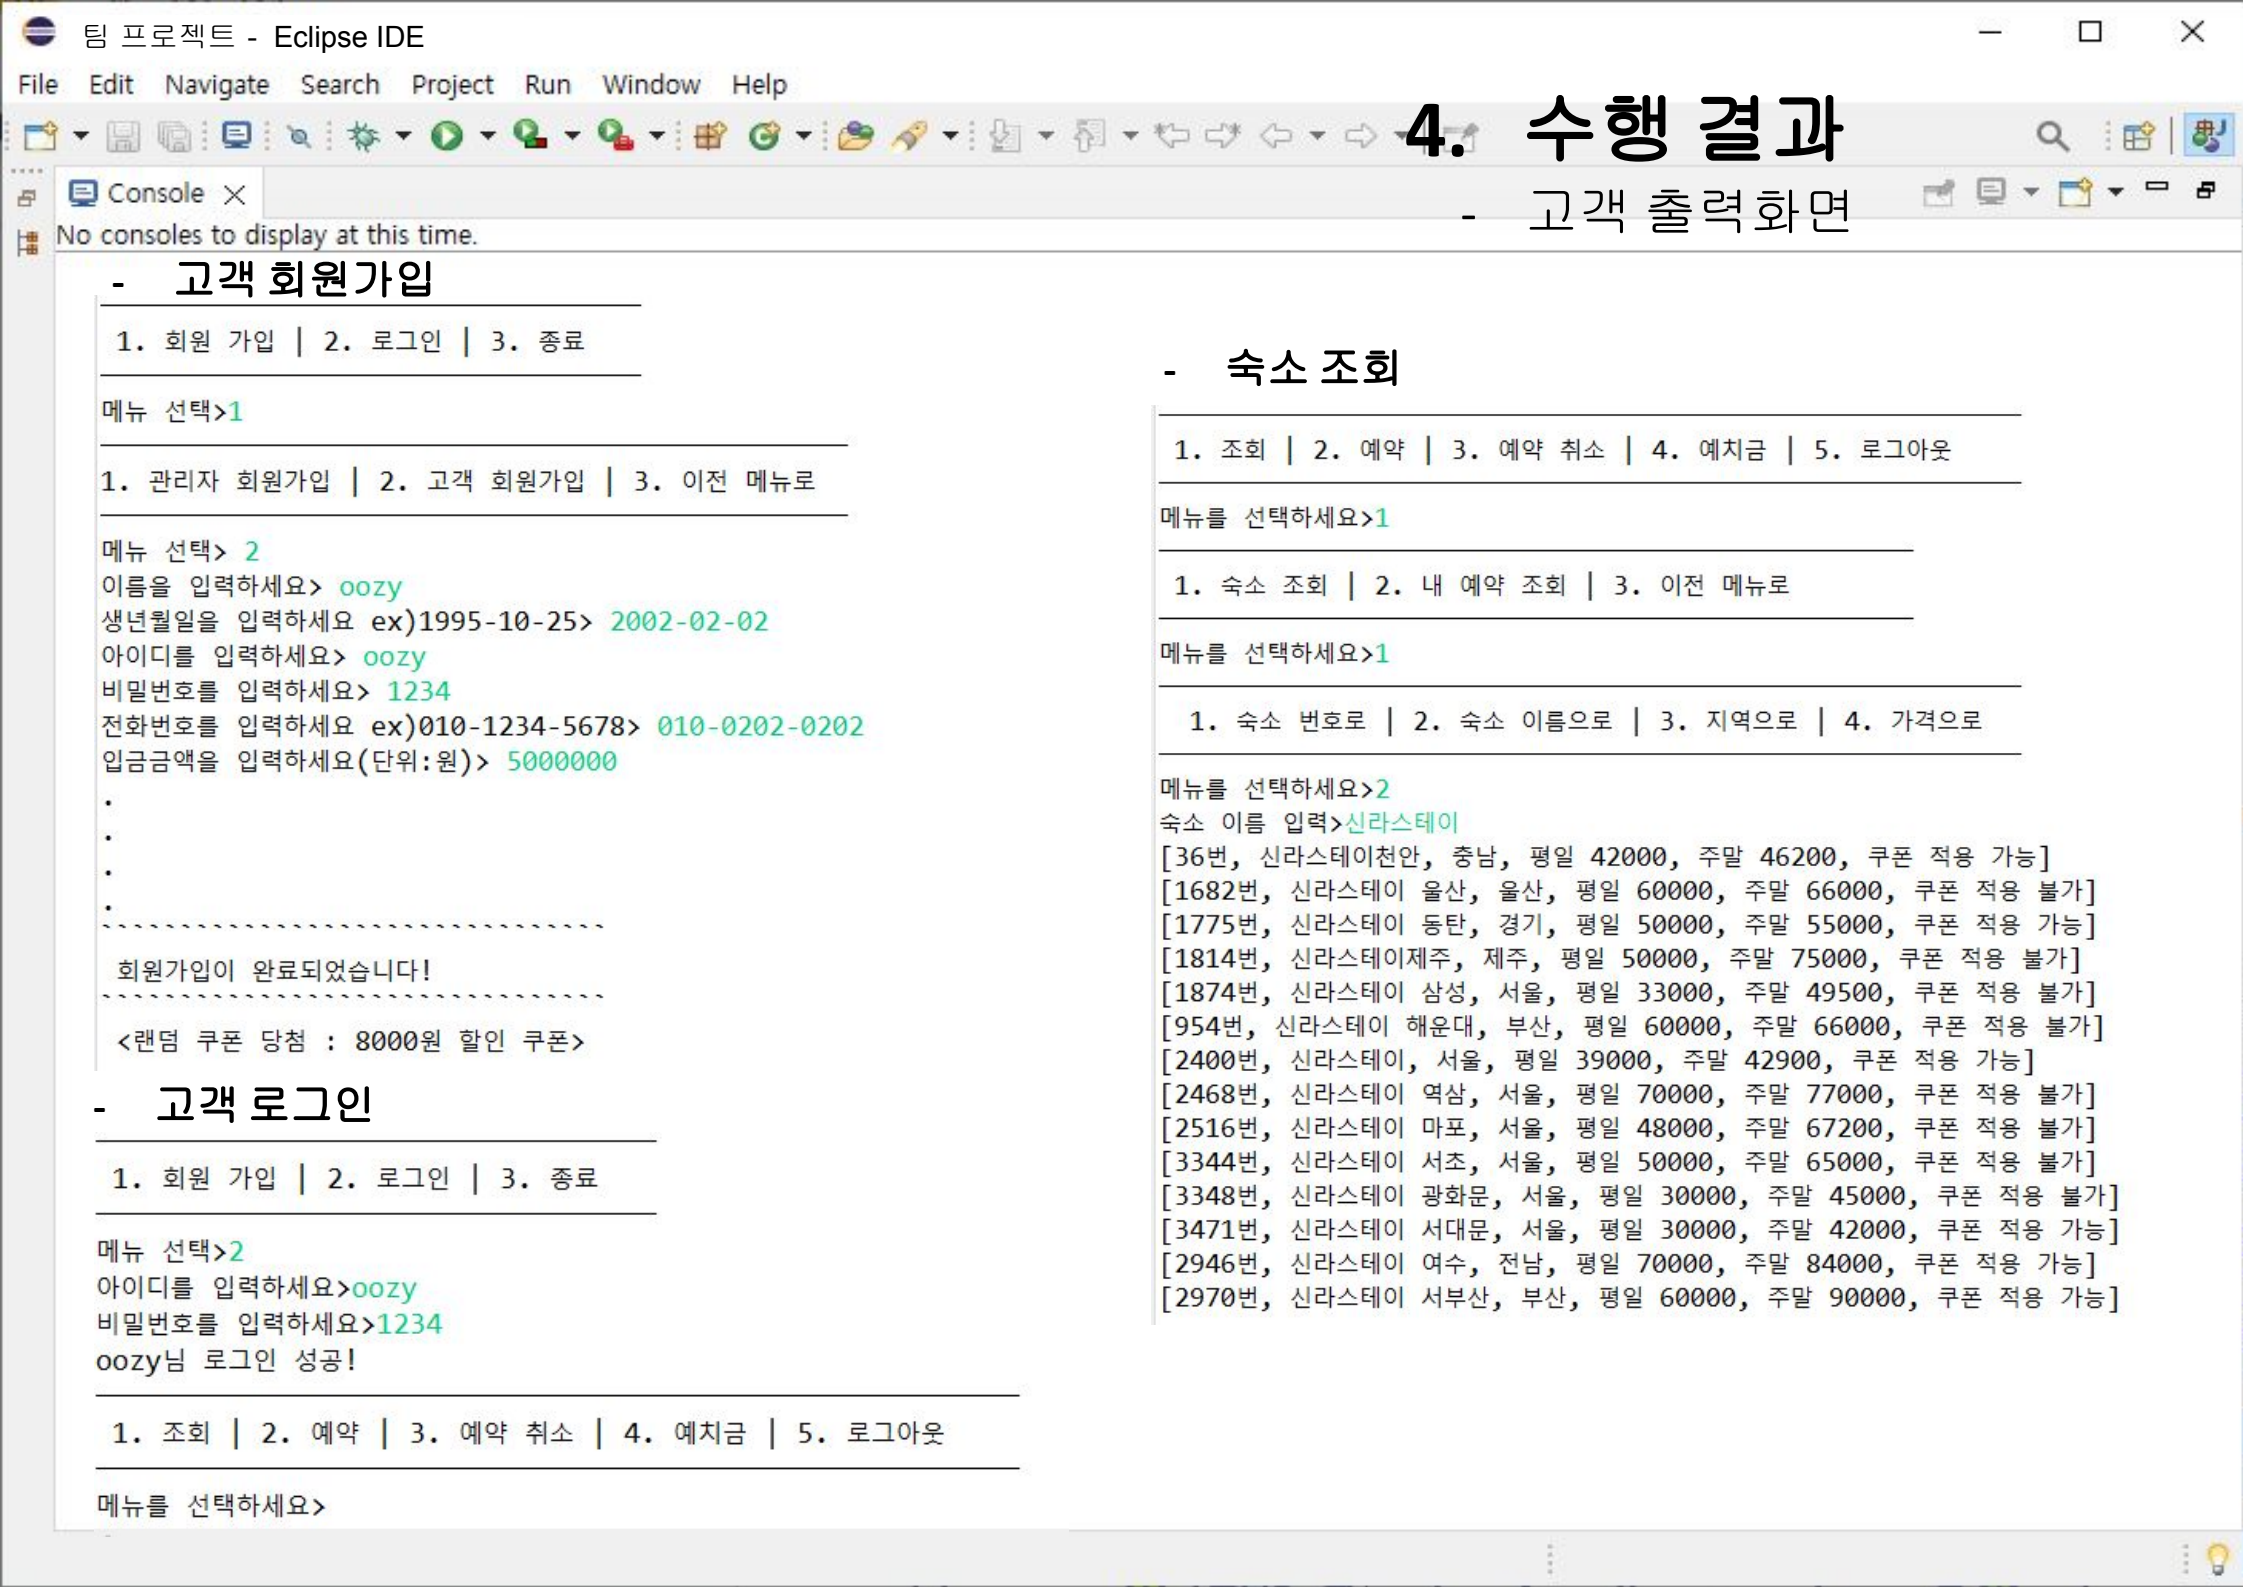 팀 프로젝트 - Eclipse IDE
File Edit Navigate Search Project Run Window Help
4. 수행 결과
- 고객 출력화면
Console
No consoles to display at this time.
- 고객 회원가입
1. 회원 가입 | 2. 로그인 | 3. 종료
메뉴 선택>1
1. 관리자 회원가입 | 2. 고객 회원가입 | 3. 이전 메뉴로
메뉴 선택> 2
이름을 입력하세요> oozy
생년월일을 입력하세요 ex)1995-10-25> 2002-02-02
아이디를 입력하세요> oozy
비밀번호를 입력하세요> 1234
전화번호를 입력하세요 ex)010-1234-5678> 010-0202-0202
입금금액을 입력하세요(단위:원)> 5000000
.
.
.
.
회원가입이 완료되었습니다!
<랜덤 쿠폰 당첨 : 8000원 할인 쿠폰>
- 고객 로그인
1. 회원 가입 | 2. 로그인 | 3. 종료
메뉴 선택>2
아이디를 입력하세요>oozy
비밀번호를 입력하세요>1234
oozy님 로그인 성공!
1. 조회 | 2. 예약 | 3. 예약 취소 | 4. 예치금 | 5. 로그아웃
메뉴를 선택하세요>
- 숙소 조회
1. 조회 | 2. 예약 | 3. 예약 취소 | 4. 예치금 | 5. 로그아웃
메뉴를 선택하세요>1
1. 숙소 조회 | 2. 내 예약 조회 | 3. 이전 메뉴로
메뉴를 선택하세요>1
1. 숙소 번호로 | 2. 숙소 이름으로 | 3. 지역으로 | 4. 가격으로
메뉴를 선택하세요>2
숙소 이름 입력>신라스테이
[36번, 신라스테이천안, 충남, 평일 42000, 주말 46200, 쿠폰 적용 가능]
[1682번, 신라스테이 울산, 울산, 평일 60000, 주말 66000, 쿠폰 적용 불가]
[1775번, 신라스테이 동탄, 경기, 평일 50000, 주말 55000, 쿠폰 적용 가능]
[1814번, 신라스테이제주, 제주, 평일 50000, 주말 75000, 쿠폰 적용 불가]
[1874번, 신라스테이 삼성, 서울, 평일 33000, 주말 49500, 쿠폰 적용 불가]
[954번, 신라스테이 해운대, 부산, 평일 60000, 주말 66000, 쿠폰 적용 불가]
[2400번, 신라스테이, 서울, 평일 39000, 주말 42900, 쿠폰 적용 가능]
[2468번, 신라스테이 역삼, 서울, 평일 70000, 주말 77000, 쿠폰 적용 불가]
[2516번, 신라스테이 마포, 서울, 평일 48000, 주말 67200, 쿠폰 적용 불가]
[3344번, 신라스테이 서초, 서울, 평일 50000, 주말 65000, 쿠폰 적용 불가]
[3348번, 신라스테이 광화문, 서울, 평일 30000, 주말 45000, 쿠폰 적용 불가]
[3471번, 신라스테이 서대문, 서울, 평일 30000, 주말 42000, 쿠폰 적용 가능]
[2946번, 신라스테이 여수, 전남, 평일 70000, 주말 84000, 쿠폰 적용 가능]
[2970번, 신라스테이 서부산, 부산, 평일 60000, 주말 90000, 쿠폰 적용 가능]